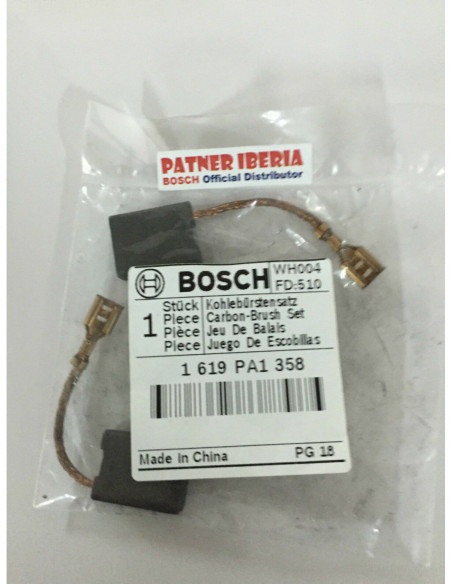 PATNER IBERIA
BOSCH Official Distributor
BOSCH
WH004
FD:510
1
Stück Kohlebürstensatz
Piece Carbon-Brush Set
Pièce Jeu De Balais
Piece Juego De Escobillas
1 619 PA1 358
Made in China PG 18